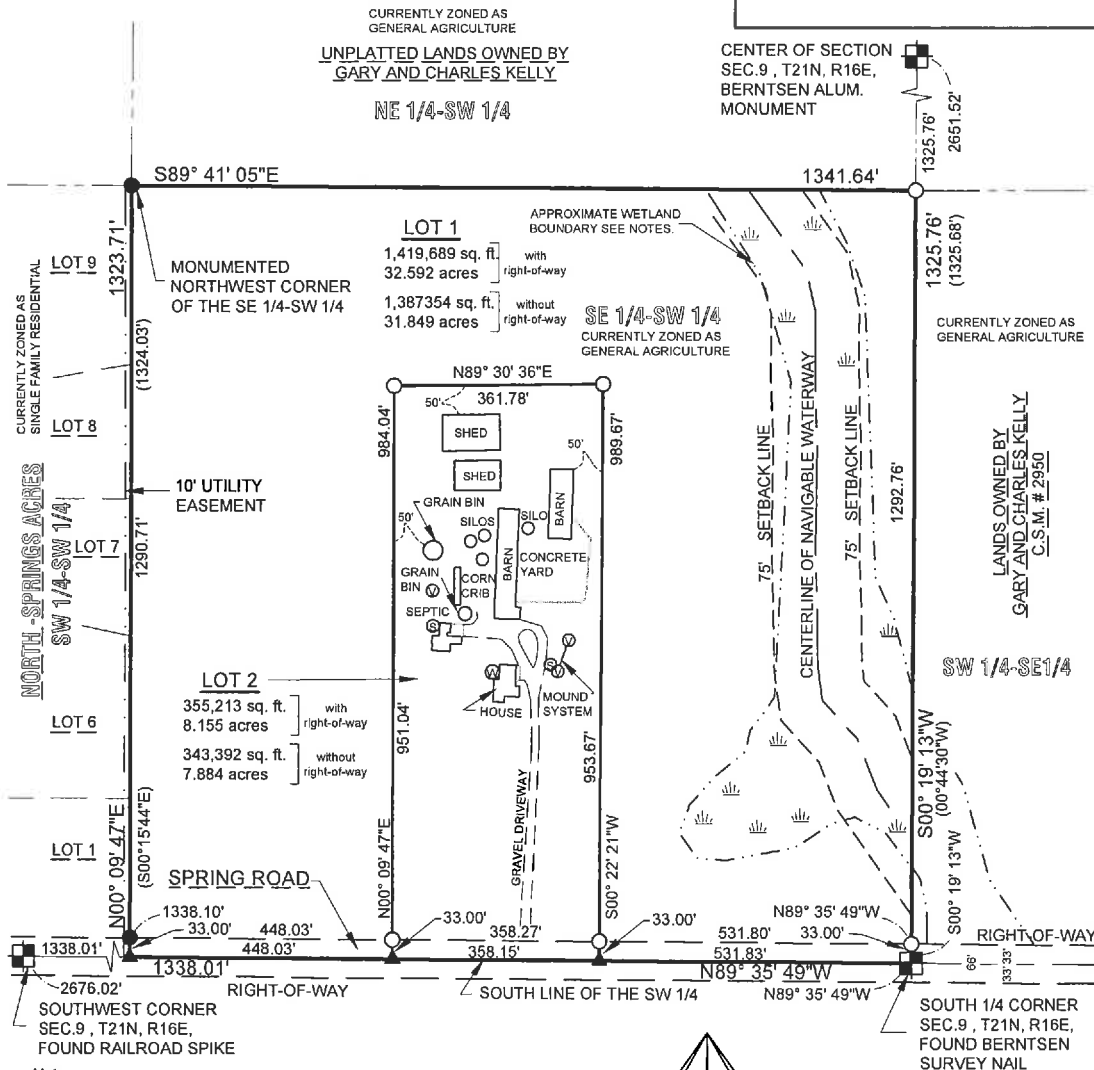 CURRENTLY ZONED AS
GENERAL AGRICULTURE
UNPLATTED LANDS OWNED BY
GARY AND CHARLES KELLY
NE 1/4-SW 1/4
CENTER OF SECTION
SEC.9 , T21N, R16E,
BERNTSEN ALUM.
MONUMENT
1325.76'
2651.52'
S89° 41' 05"E
1341.64'
LOT 1
1,419,689 sq. ft.
32.592 acres
with
right-of-way
1,387354 sq. ft.
31.849 acres
without
right-of-way
APPROXIMATE WETLAND
BOUNDARY SEE NOTES.
SE 1/4-SW 1/4
CURRENTLY ZONED AS
GENERAL AGRICULTURE
1325.76'
(1325.68')
CURRENTLY ZONED AS
GENERAL AGRICULTURE
CURRENTLY ZONED AS
SINGLE FAMILY RESIDENTIAL
LOT 9
1323.71'
(1324.03')
MONUMENTED
NORTHWEST CORNER
OF THE SE 1/4-SW 1/4
LOT 8
10' UTILITY
EASEMENT
NORTH -SPRINGS ACRES
SW 1/4-SW 1/4
LOT 7
1290.71'
LOT 6
LOT 1
N89° 30' 36"E
361.78'
50'
SHED
SHED
984.04'
989.67'
50'
GRAIN BIN
50'
SILOS
SILO
BARN
BARN
CONCRETE
YARD
GRAIN
BIN
CORN
CRIB
V
SEPTIC
S
W
HOUSE
V
S
V
MOUND
SYSTEM
LOT 2
355,213 sq. ft.
8.155 acres
with
right-of-way
343,392 sq. ft.
7.884 acres
without
right-of-way
951.04'
953.67'
GRAVEL DRIVEWAY
75' SETBACK LINE
CENTERLINE OF NAVIGABLE WATERWAY
75' SETBACK LINE
1292.76'
LANDS OWNED BY
GARY AND CHARLES KELLY
C.S.M. # 2950
SW 1/4-SE1/4
N00° 09' 47"E
(S00°15'44"E)
N00° 09' 47"E
S00° 22' 21"W
S00° 19' 13"W
(00°44'30"W)
S00° 19' 13"W
SPRING ROAD
1338.10'
33.00'
448.03'
33.00'
358.27'
33.00'
531.80'
N89° 35' 49"W
33.00'
RIGHT-OF-WAY
1338.01'
448.03'
358.15'
531.83'
66'
33'
33'
1338.01'
N89° 35' 49"W
2676.02'
RIGHT-OF-WAY
SOUTH LINE OF THE SW 1/4
N89° 35' 49"W
SOUTHWEST CORNER
SEC.9 , T21N, R16E,
FOUND RAILROAD SPIKE
SOUTH 1/4 CORNER
SEC.9 , T21N, R16E,
FOUND BERNTSEN
SURVEY NAIL